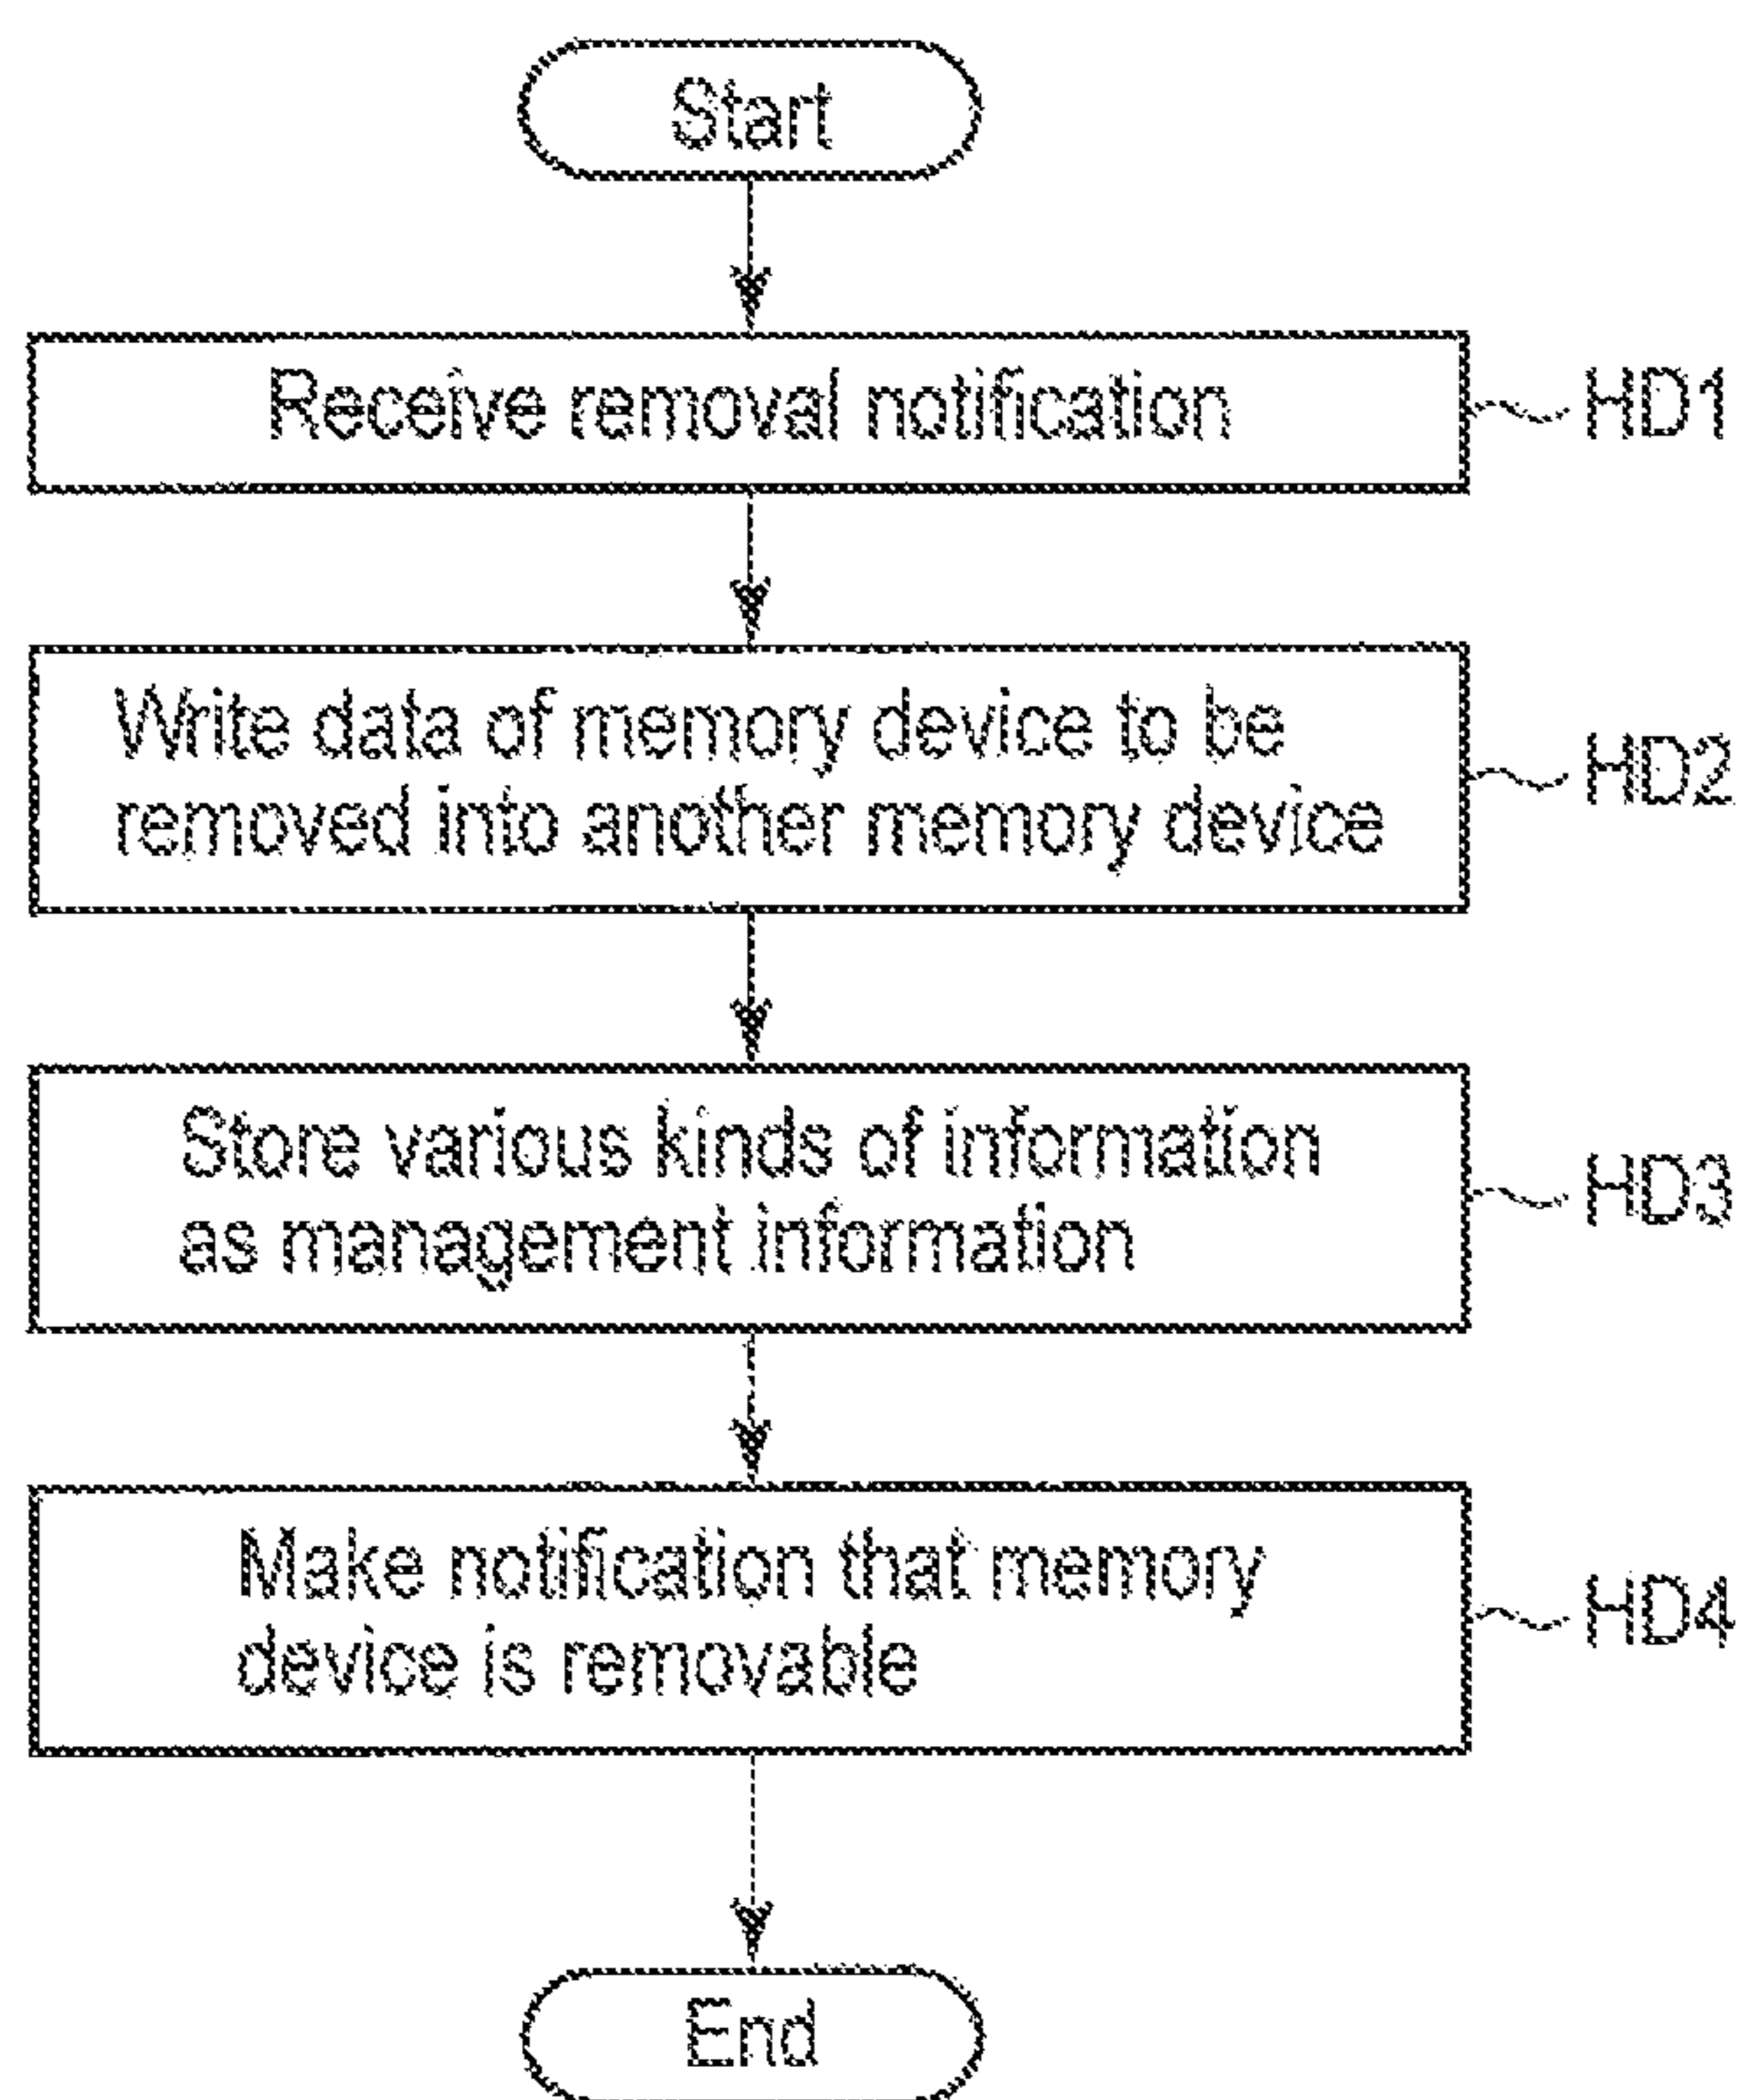 Start
Receive removal notification
HD1
Write data of memory device to be
removed into another memory device
HD2
Store various kinds of information
as management information
HD3
Make notification that memory
device is removable
HD4
End